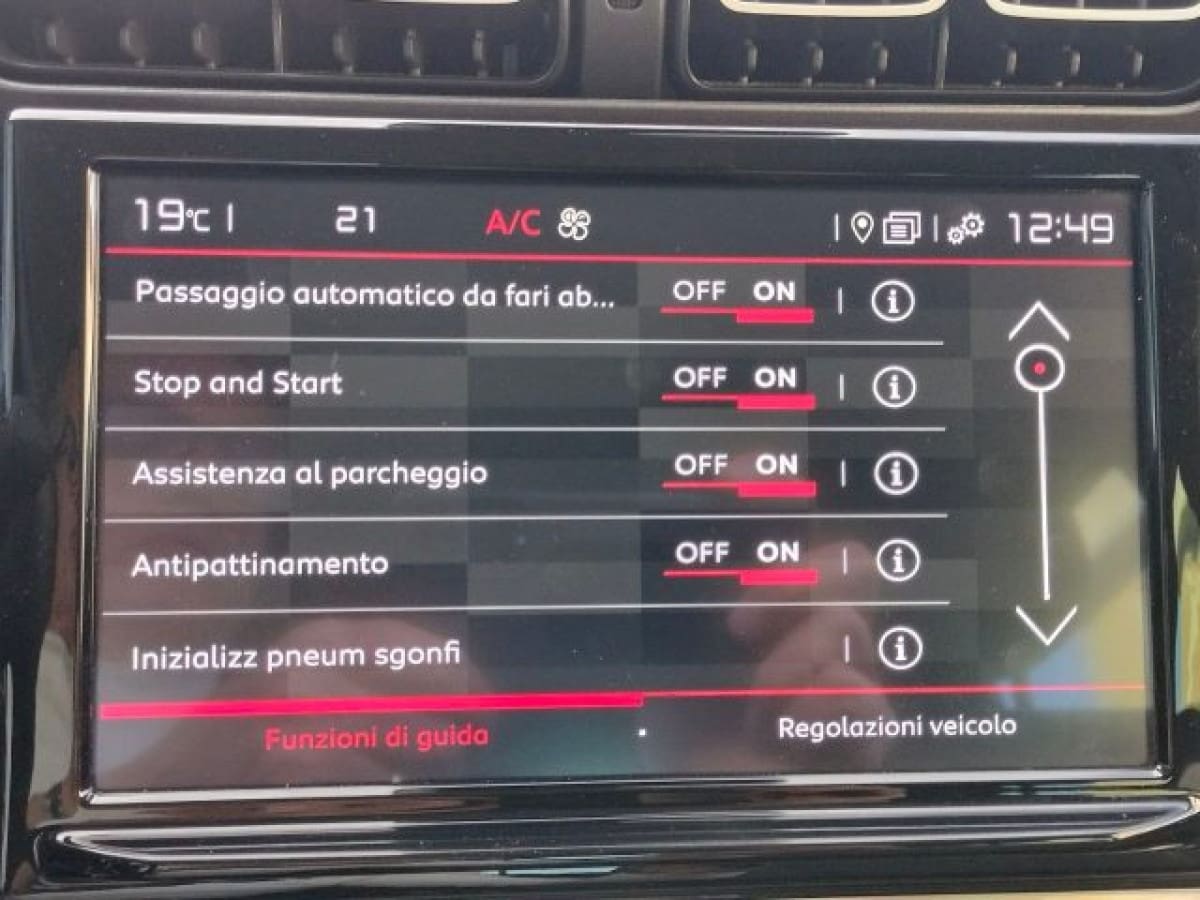 19°C | 21 A/C | | 12:49
Passaggio automatico da fari ab... OFF ON | i
Stop and Start OFF ON | i
Assistenza al parcheggio OFF ON | i
Antipattinamento OFF ON | i
Inizializz pneum sgonfi | i
Funzioni di guida . Regolazioni veicolo